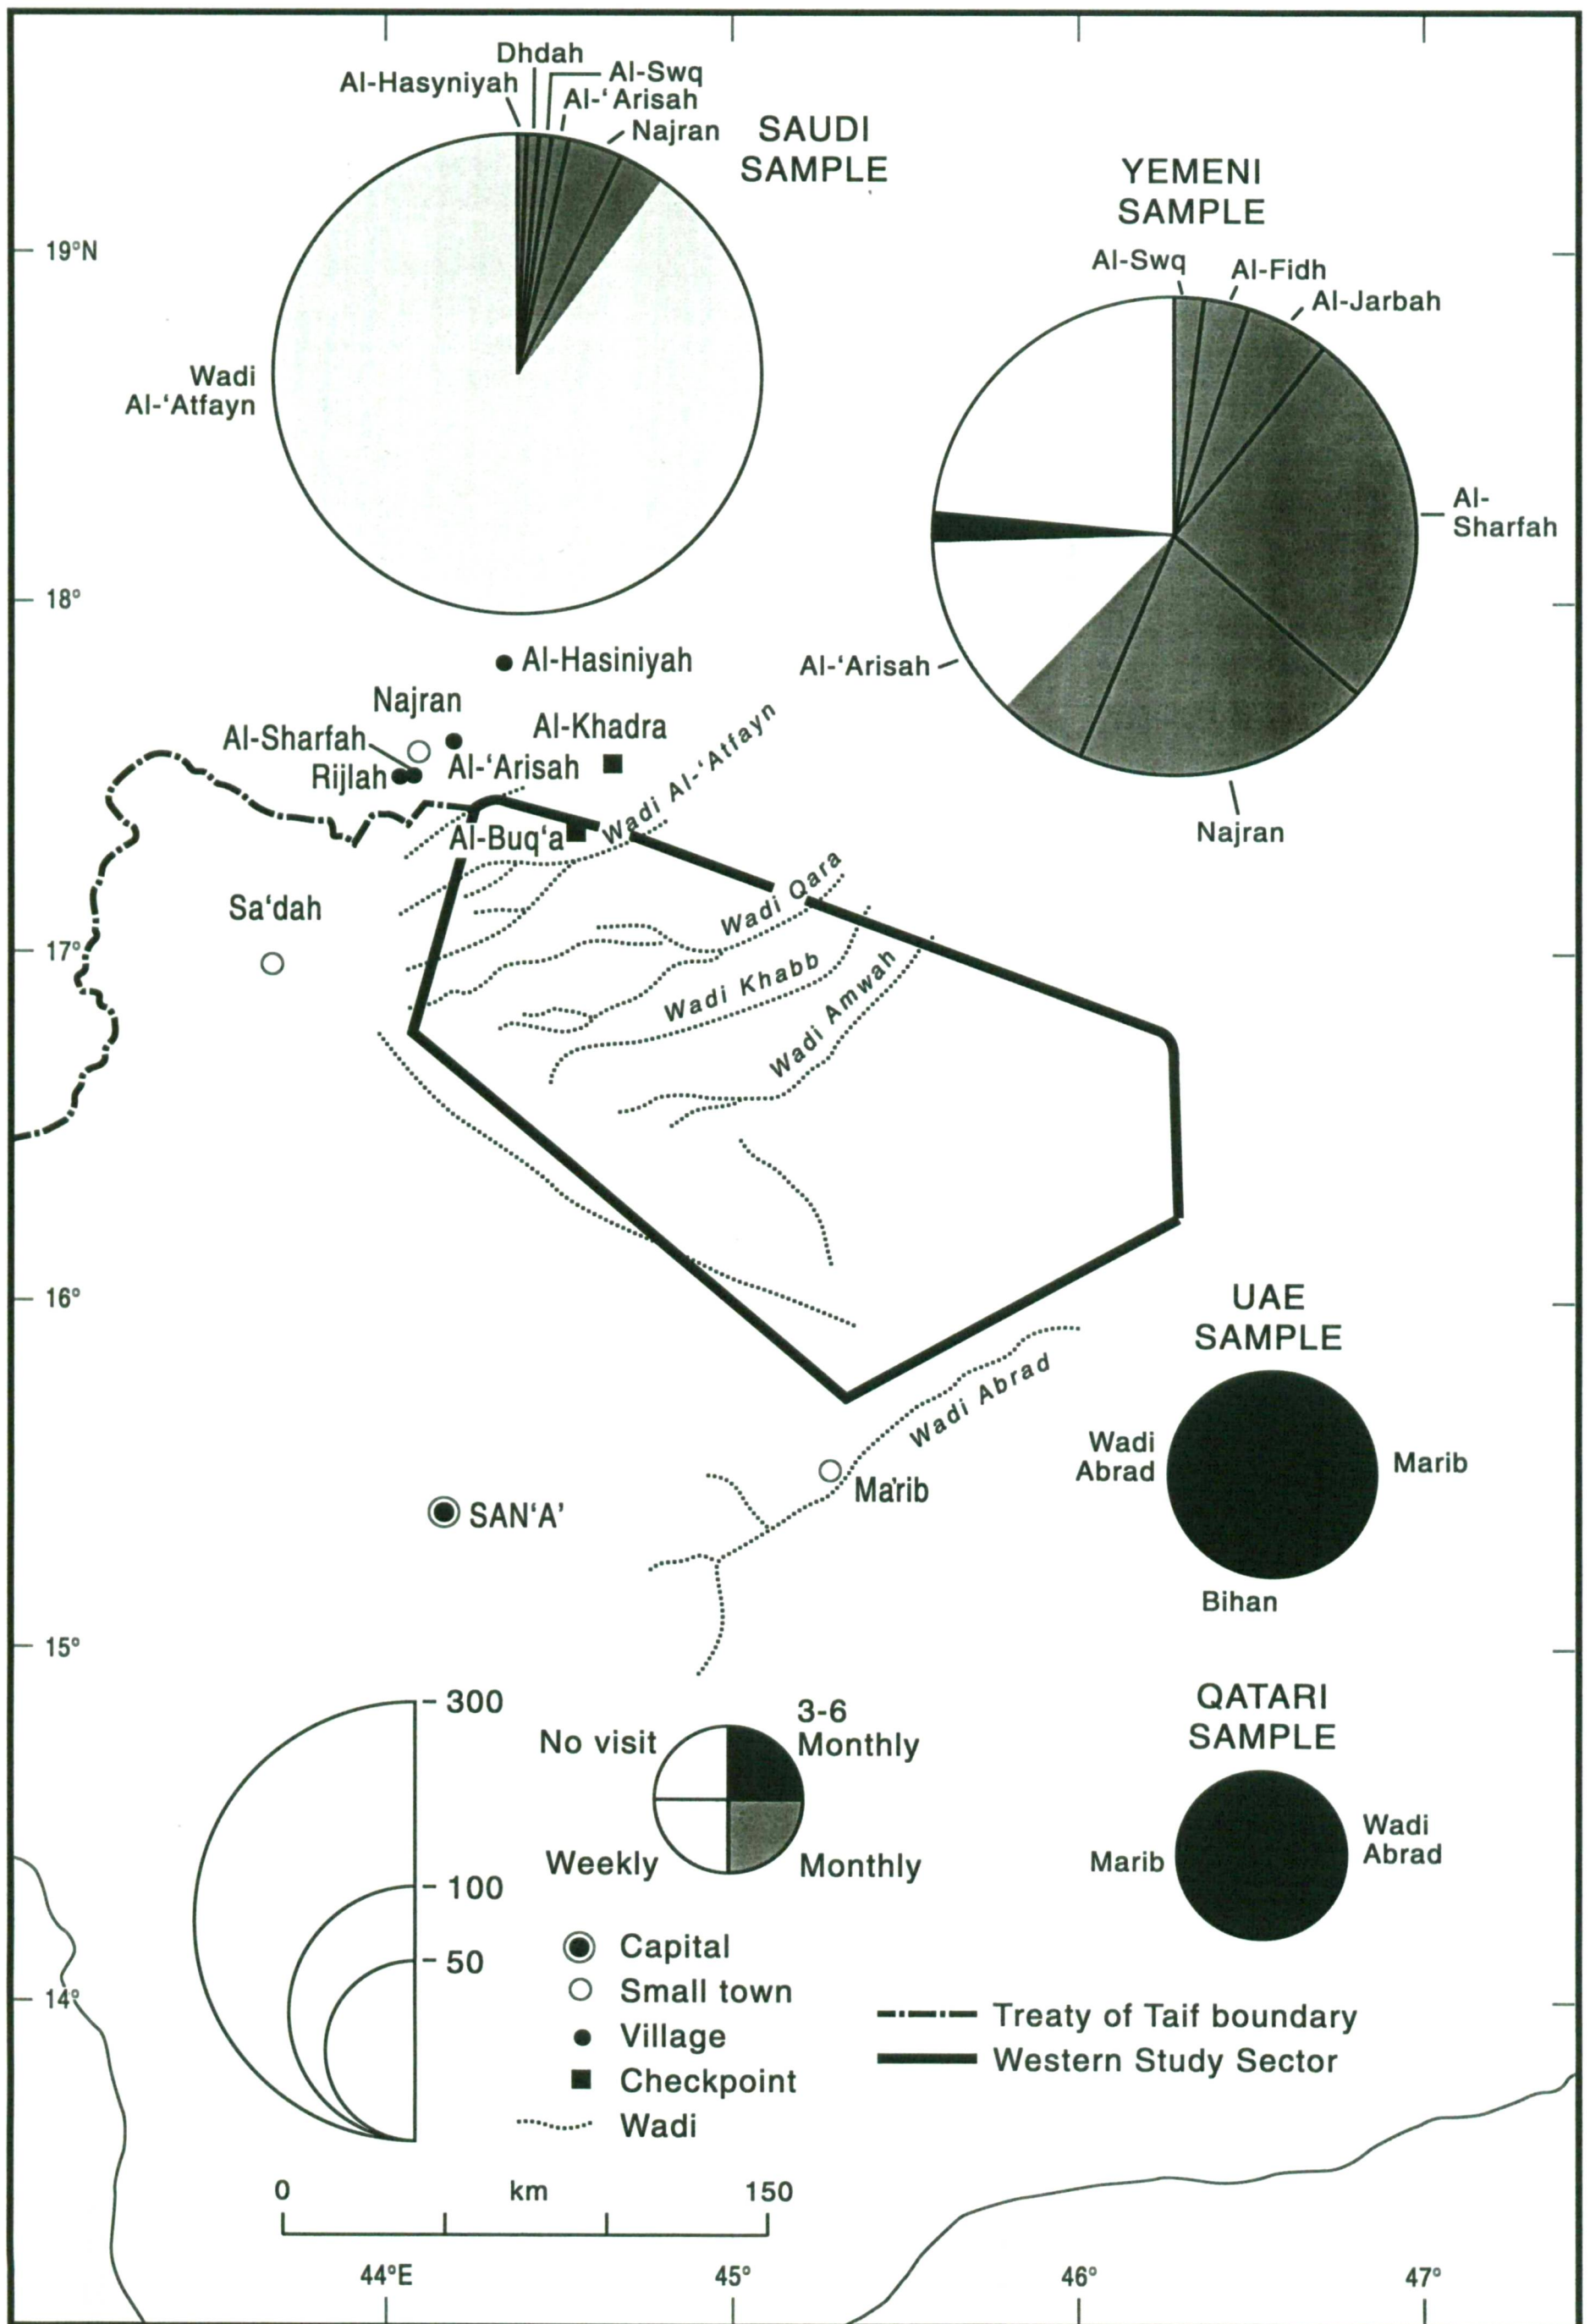 Dhdah
Al-Hasyniyah
Al-Swq
Al-‘Arisah
Najran
SAUDI
SAMPLE
Wadi
Al-‘Atfayn
YEMENI
SAMPLE
Al-Swq
Al-Fidh
Al-Jarbah
Al-
Sharfah
Al-‘Arisah
Najran
19°N
18°
17°
16°
15°
14°
Al-Hasiniyah
Najran
Al-Khadra
Al-Sharfah
Rijlah
Al-‘Arisah
Al-Buq‘a
Wadi Al-‘Atfayn
Sa‘dah
Wadi Qara
Wadi Khabb
Wadi Amwah
UAE
SAMPLE
Wadi
Abrad
Marib
Bihan
Wadi Abrad
Ma'rib
SAN‘A’
QATARI
SAMPLE
Marib
Wadi
Abrad
300
100
50
No visit
3-6
Monthly
Weekly
Monthly
Capital
Small town
Village
Checkpoint
Wadi
Treaty of Taif boundary
Western Study Sector
0 km 150
44°E 45° 46° 47°